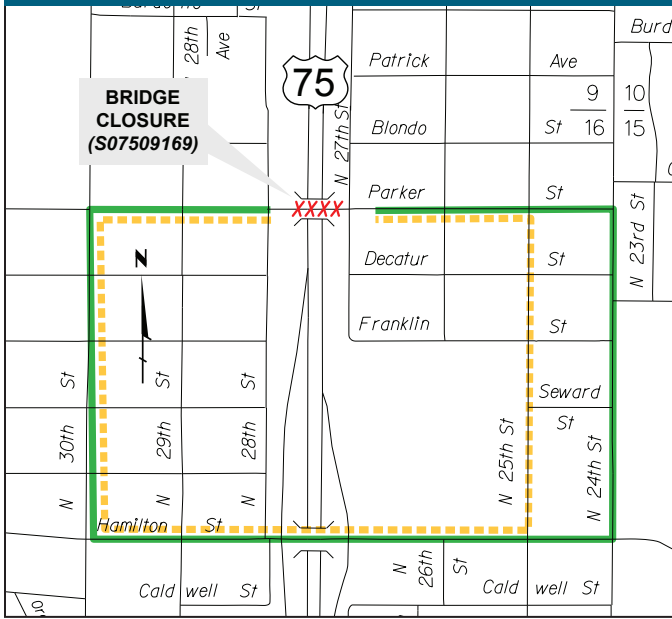 28th
Ave
75
Patrick
Ave
Burd
9
10
16
15
BRIDGE
CLOSURE
(S07509169)
N 27th St
Blondo
St
Parker
St
XXXX
N 23rd St
N
Decatur
St
Franklin
St
N 30th St
N 29th St
N 28th St
Seward
St
N 25th St
N 24th St
Hamilton St
N 26th St
Cald well St
Cald well St